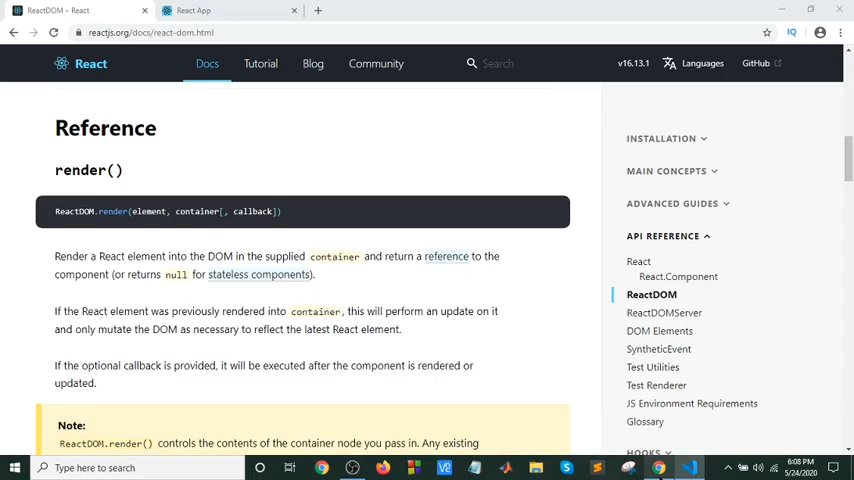 ReactDOM – React
React App
reactjs.org/docs/react-dom.html
IQ
React
Docs
Tutorial
Blog
Community
Search
v16.13.1
Languages
GitHub
Reference
render()
ReactDOM.render(element, container[, callback])
Render a React element into the DOM in the supplied container and return a reference to the
component (or returns null for stateless components).
If the React element was previously rendered into container, this will perform an update on it
and only mutate the DOM as necessary to reflect the latest React element.
If the optional callback is provided, it will be executed after the component is rendered or
updated.
Note:
ReactDOM.render() controls the contents of the container node you pass in. Any existing
INSTALLATION
MAIN CONCEPTS
ADVANCED GUIDES
API REFERENCE
React
React.Component
ReactDOM
ReactDOMServer
DOM Elements
SyntheticEvent
Test Utilities
Test Renderer
JS Environment Requirements
Glossary
HOOKS
Type here to search
6:08 PM
5/24/2020